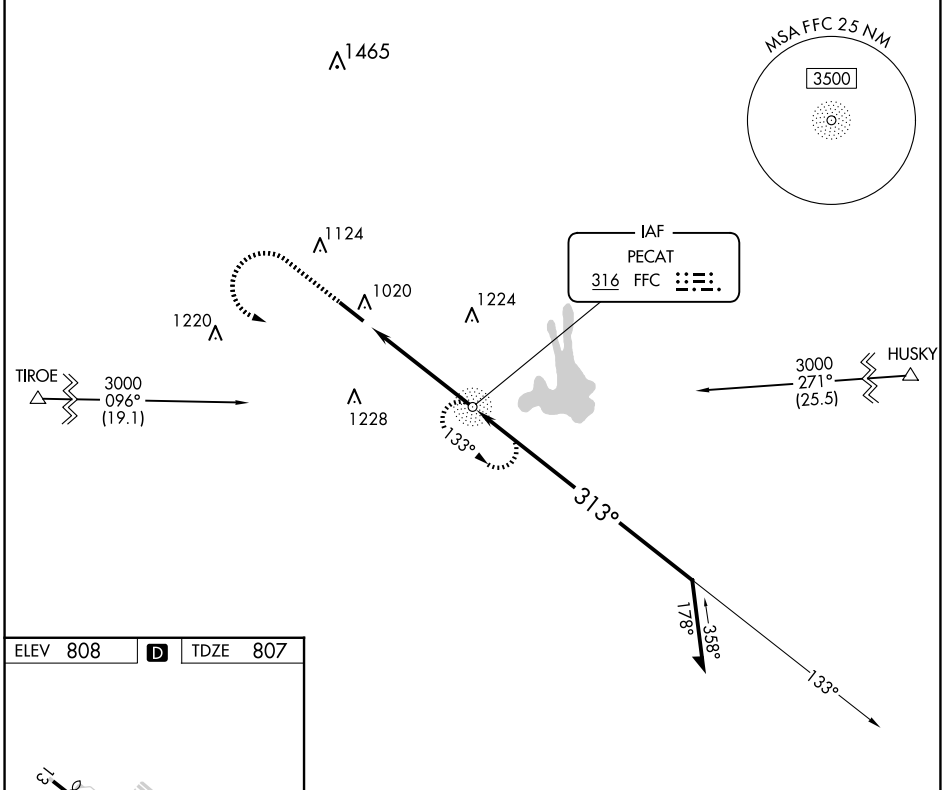 1465
MSA FFC 25 NM
3500
1124
IAF
PECAT
316 FFC
1020
1224
1220
TIROE
3000
096°
(19.1)
HUSKY
3000
271°
(25.5)
1228
133°
313°
178°
358°
133°
ELEV 808
D
TDZE 807
13